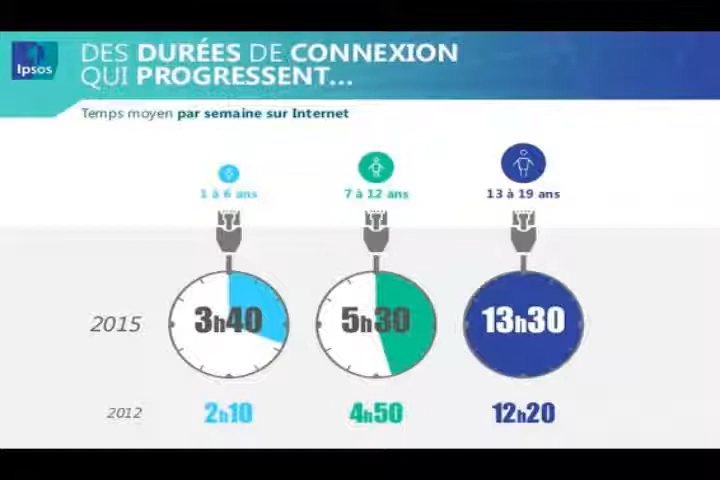 Ipsos
DES DURÉES DE CONNEXION
QUI PROGRESSENT...
Temps moyen par semaine sur Internet
1 à 6 ans
7 à 12 ans
13 à 19 ans
2015
3h40
5h30
13h30
2012
2h10
4h50
12h20